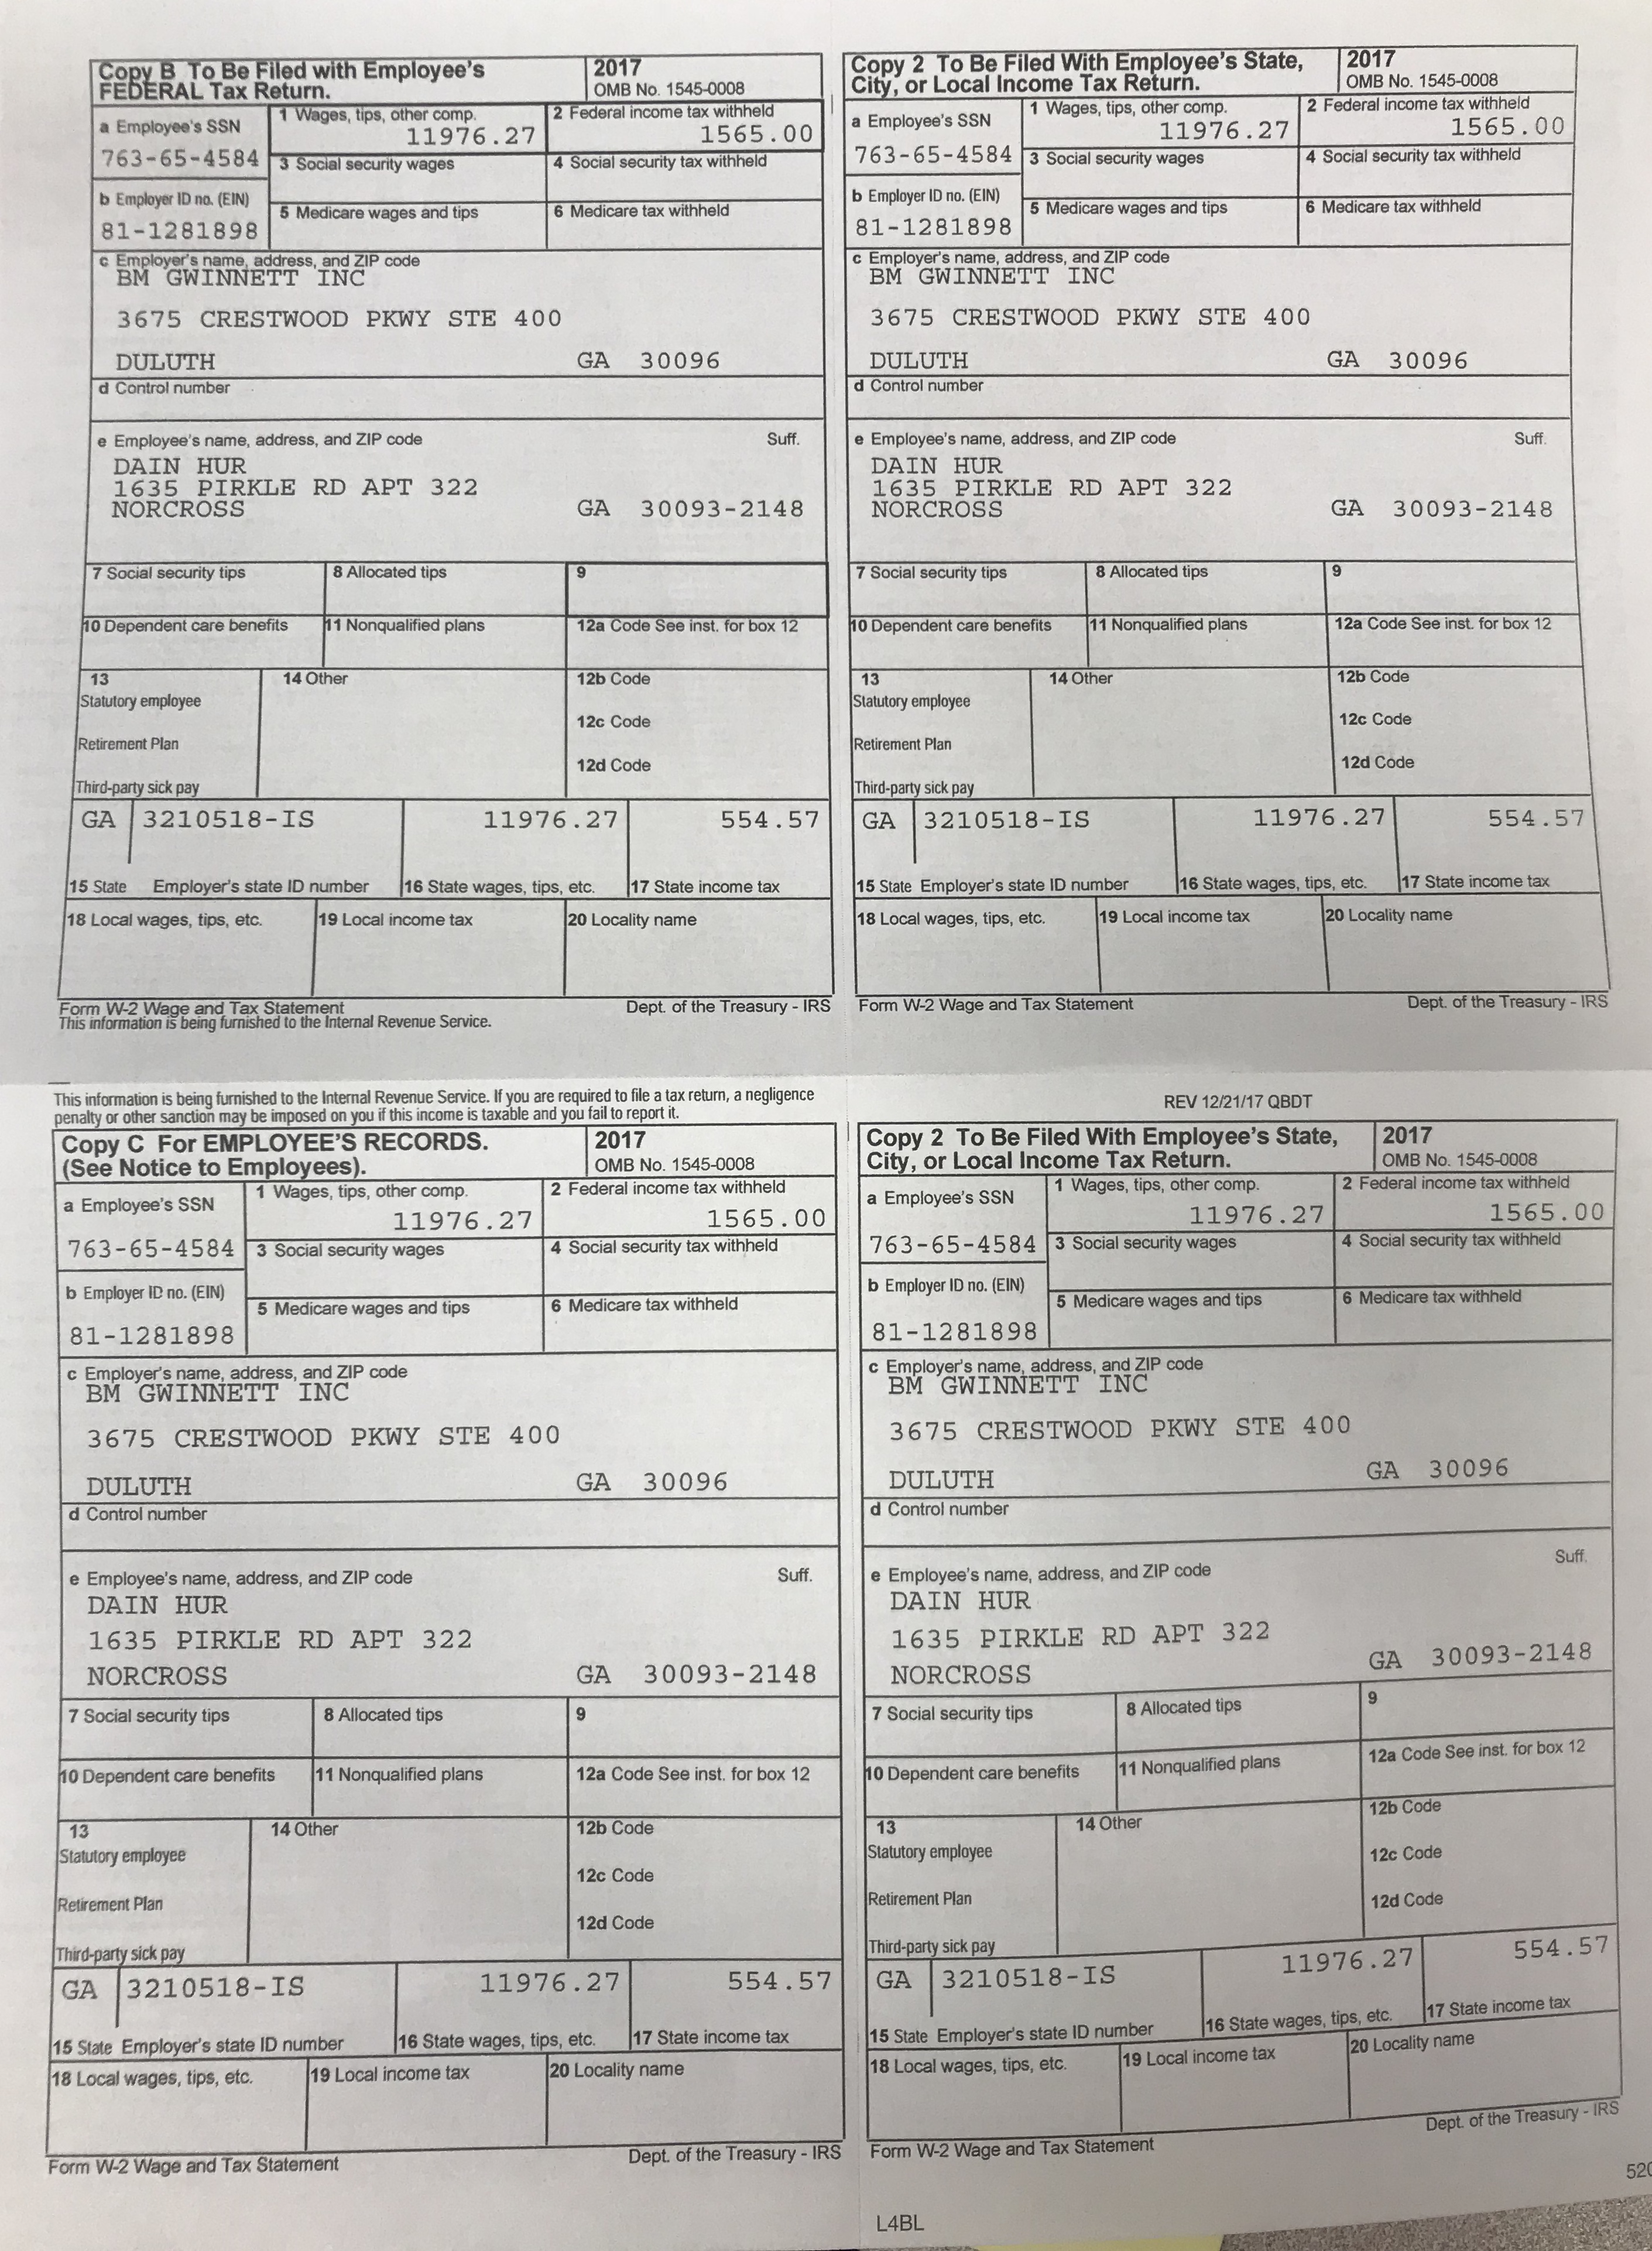 Copy B To Be Filed with Employee's
FEDERAL Tax Return.
2017
OMB No. 1545-0008
a Employee's SSN
763-65-4584
1 Wages, tips, other comp.
11976.27
2 Federal income tax withheld
1565.00
3 Social security wages
4 Social security tax withheld
b Employer ID no. (EIN)
81-1281898
5 Medicare wages and tips
6 Medicare tax withheld
c Employer's name, address, and ZIP code
BM GWINNETT INC
3675 CRESTWOOD PKWY STE 400
DULUTH GA 30096
d Control number
e Employee's name, address, and ZIP code Suff.
DAIN HUR
1635 PIRKLE RD APT 322
NORCROSS GA 30093-2148
7 Social security tips
8 Allocated tips
9
10 Dependent care benefits
11 Nonqualified plans
12a Code See inst. for box 12
13
Statutory employee
Retirement Plan
Third-party sick pay
14 Other
12b Code
12c Code
12d Code
GA 3210518-IS 11976.27 554.57
15 State Employer's state ID number 16 State wages, tips, etc. 17 State income tax
18 Local wages, tips, etc. 19 Local income tax 20 Locality name
Form W-2 Wage and Tax Statement Dept. of the Treasury - IRS
This information is being furnished to the Internal Revenue Service.
Copy 2 To Be Filed With Employee's State,
City, or Local Income Tax Return.
2017
OMB No. 1545-0008
a Employee's SSN
763-65-4584
1 Wages, tips, other comp.
11976.27
2 Federal income tax withheld
1565.00
3 Social security wages
4 Social security tax withheld
b Employer ID no. (EIN)
81-1281898
5 Medicare wages and tips
6 Medicare tax withheld
c Employer's name, address, and ZIP code
BM GWINNETT INC
3675 CRESTWOOD PKWY STE 400
DULUTH GA 30096
d Control number
e Employee's name, address, and ZIP code Suff.
DAIN HUR
1635 PIRKLE RD APT 322
NORCROSS GA 30093-2148
7 Social security tips
8 Allocated tips
9
10 Dependent care benefits
11 Nonqualified plans
12a Code See inst. for box 12
13
Statutory employee
Retirement Plan
Third-party sick pay
14 Other
12b Code
12c Code
12d Code
GA 3210518-IS 11976.27 554.57
15 State Employer's state ID number 16 State wages, tips, etc. 17 State income tax
18 Local wages, tips, etc. 19 Local income tax 20 Locality name
Form W-2 Wage and Tax Statement Dept. of the Treasury - IRS
This information is being furnished to the Internal Revenue Service. If you are required to file a tax return, a negligence
penalty or other sanction may be imposed on you if this income is taxable and you fail to report it.
Copy C For EMPLOYEE'S RECORDS.
(See Notice to Employees).
2017
OMB No. 1545-0008
a Employee's SSN
763-65-4584
1 Wages, tips, other comp.
11976.27
2 Federal income tax withheld
1565.00
3 Social security wages
4 Social security tax withheld
b Employer ID no. (EIN)
81-1281898
5 Medicare wages and tips
6 Medicare tax withheld
c Employer's name, address, and ZIP code
BM GWINNETT INC
3675 CRESTWOOD PKWY STE 400
DULUTH GA 30096
d Control number
e Employee's name, address, and ZIP code Suff.
DAIN HUR
1635 PIRKLE RD APT 322
NORCROSS GA 30093-2148
7 Social security tips
8 Allocated tips
9
10 Dependent care benefits
11 Nonqualified plans
12a Code See inst. for box 12
13
Statutory employee
Retirement Plan
Third-party sick pay
14 Other
12b Code
12c Code
12d Code
GA 3210518-IS 11976.27 554.57
15 State Employer's state ID number 16 State wages, tips, etc. 17 State income tax
18 Local wages, tips, etc. 19 Local income tax 20 Locality name
Form W-2 Wage and Tax Statement Dept. of the Treasury - IRS
REV 12/21/17 QBDT
Copy 2 To Be Filed With Employee's State,
City, or Local Income Tax Return.
2017
OMB No. 1545-0008
a Employee's SSN
763-65-4584
1 Wages, tips, other comp.
11976.27
2 Federal income tax withheld
1565.00
3 Social security wages
4 Social security tax withheld
b Employer ID no. (EIN)
81-1281898
5 Medicare wages and tips
6 Medicare tax withheld
c Employer's name, address, and ZIP code
BM GWINNETT INC
3675 CRESTWOOD PKWY STE 400
DULUTH GA 30096
d Control number
e Employee's name, address, and ZIP code Suff.
DAIN HUR
1635 PIRKLE RD APT 322
NORCROSS GA 30093-2148
7 Social security tips
8 Allocated tips
9
10 Dependent care benefits
11 Nonqualified plans
12a Code See inst. for box 12
13
Statutory employee
Retirement Plan
Third-party sick pay
14 Other
12b Code
12c Code
12d Code
GA 3210518-IS 11976.27 554.57
15 State Employer's state ID number 16 State wages, tips, etc. 17 State income tax
18 Local wages, tips, etc. 19 Local income tax 20 Locality name
Form W-2 Wage and Tax Statement Dept. of the Treasury - IRS
L4BL